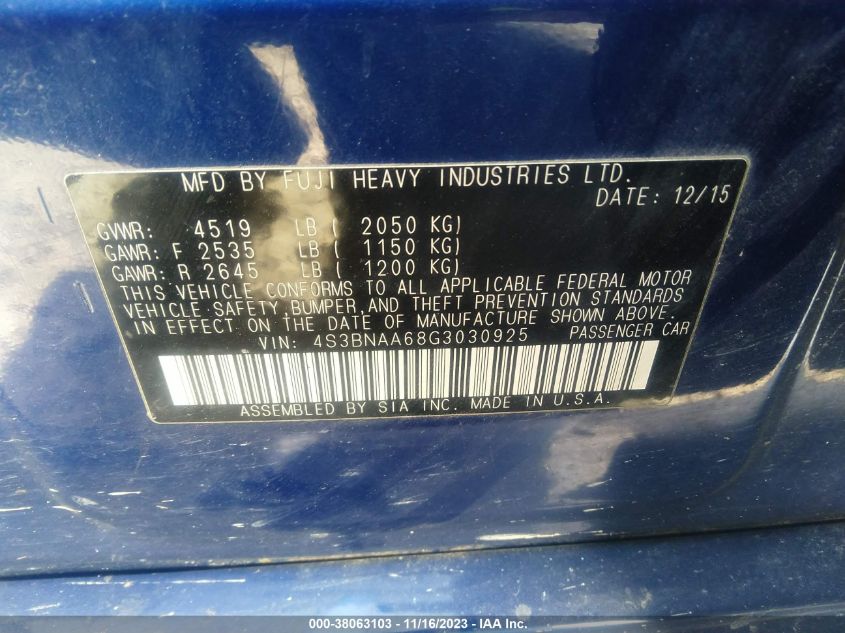 MFD BY FUJI HEAVY INDUSTRIES LTD.
DATE: 12/15
GVWR: 4519 LB ( 2050 KG)
GAWR: F 2535 LB ( 1150 KG)
GAWR: R 2645 LB ( 1200 KG)
THIS VEHICLE CONFORMS TO ALL APPLICABLE FEDERAL MOTOR
VEHICLE SAFETY,BUMPER,AND THEFT PREVENTION STANDARDS
IN EFFECT ON THE DATE OF MANUFACTURE SHOWN ABOVE.
VIN: 4S3BNAA68G3030925 PASSENGER CAR
ASSEMBLED BY SIA INC. MADE IN U.S.A.
000-38063103 - 11/16/2023 - IAA Inc.